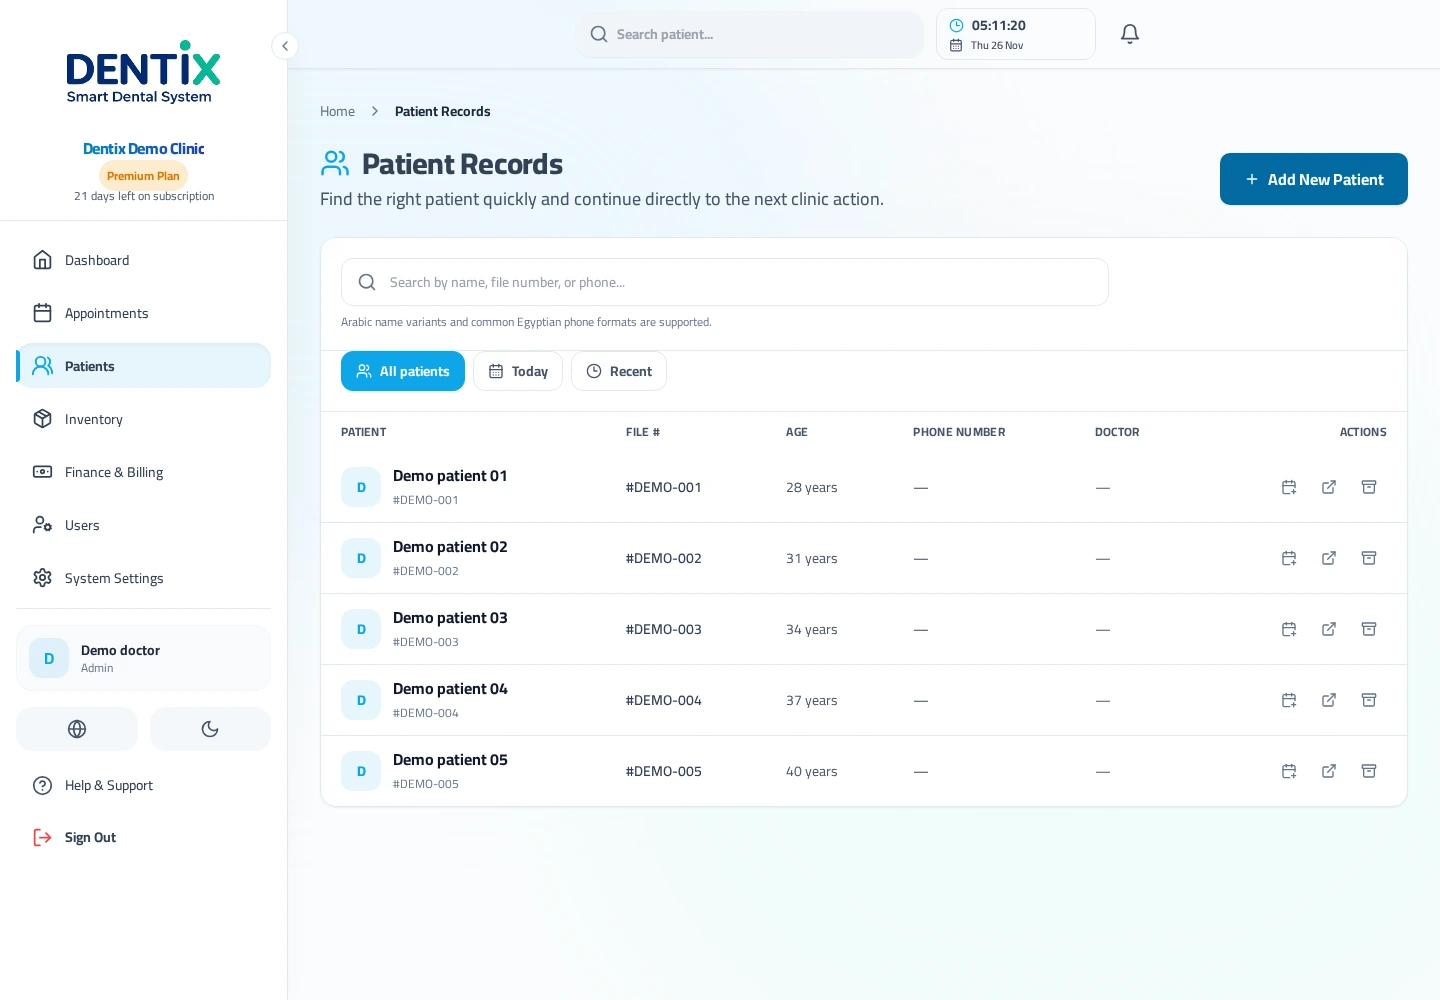 DENTiX
Smart Dental System
Dentix Demo Clinic
Premium Plan
21 days left on subscription
Dashboard
Appointments
Patients
Inventory
Finance & Billing
Users
System Settings
D
Demo doctor
Admin
Help & Support
Sign Out
Search patient...
05:11:20
Thu 26 Nov
Home
Patient Records
Patient Records
Find the right patient quickly and continue directly to the next clinic action.
Add New Patient
Search by name, file number, or phone...
Arabic name variants and common Egyptian phone formats are supported.
All patients Today Recent
PATIENT FILE # AGE PHONE NUMBER DOCTOR ACTIONS
D Demo patient 01 #DEMO-001 28 years — —
#DEMO-001
D Demo patient 02 #DEMO-002 31 years — —
#DEMO-002
D Demo patient 03 #DEMO-003 34 years — —
#DEMO-003
D Demo patient 04 #DEMO-004 37 years — —
#DEMO-004
D Demo patient 05 #DEMO-005 40 years — —
#DEMO-005